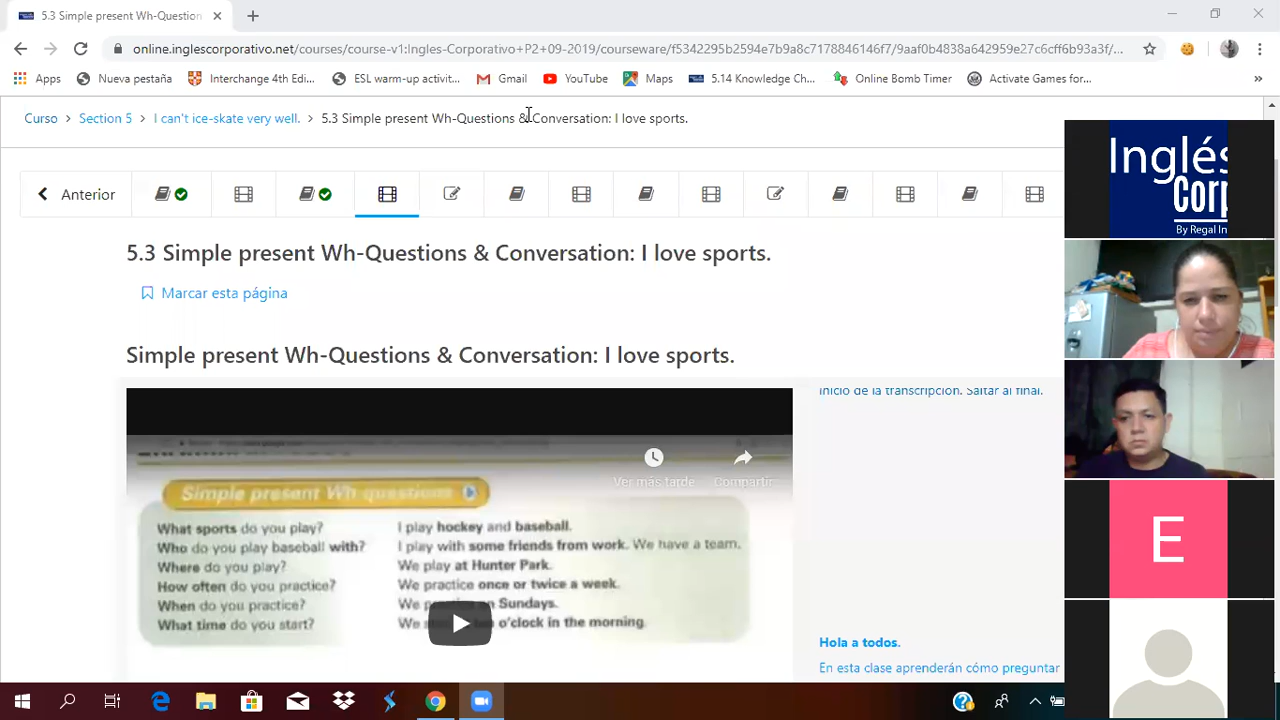 5.3 Simple present Wh-Question
online.inglescorporativo.net/courses/course-v1:Ingles-Corporativo+P2+09-2019/courseware/f5342295b2594e7b9a8c7178846146f7/9aaf0b4838a642959e27c6cff6b93a3f/...
Apps Nueva pestaña Interchange 4th Edi... ESL warm-up activit... Gmail YouTube Maps 5.14 Knowledge Ch... Online Bomb Timer Activate Games for... »
Curso > Section 5 > I can't ice-skate very well. > 5.3 Simple present Wh-Questions & Conversation: I love sports.
Anterior
5.3 Simple present Wh-Questions & Conversation: I love sports.
Marcar esta página
Simple present Wh-Questions & Conversation: I love sports.
Inicio de la transcripción. Saltar al final.
Ver más tarde Compartir
Simple present Wh questions
What sports do you play? I play hockey and baseball.
Who do you play baseball with? I play with some friends from work. We have a team.
Where do you play? We play at Hunter Park.
How often do you practice? We practice once or twice a week.
When do you practice? We practice on Sundays.
What time do you start? We o'clock in the morning.
Hola a todos.
En esta clase aprenderán cómo preguntar
Inglés
Corp
By Regal In
E